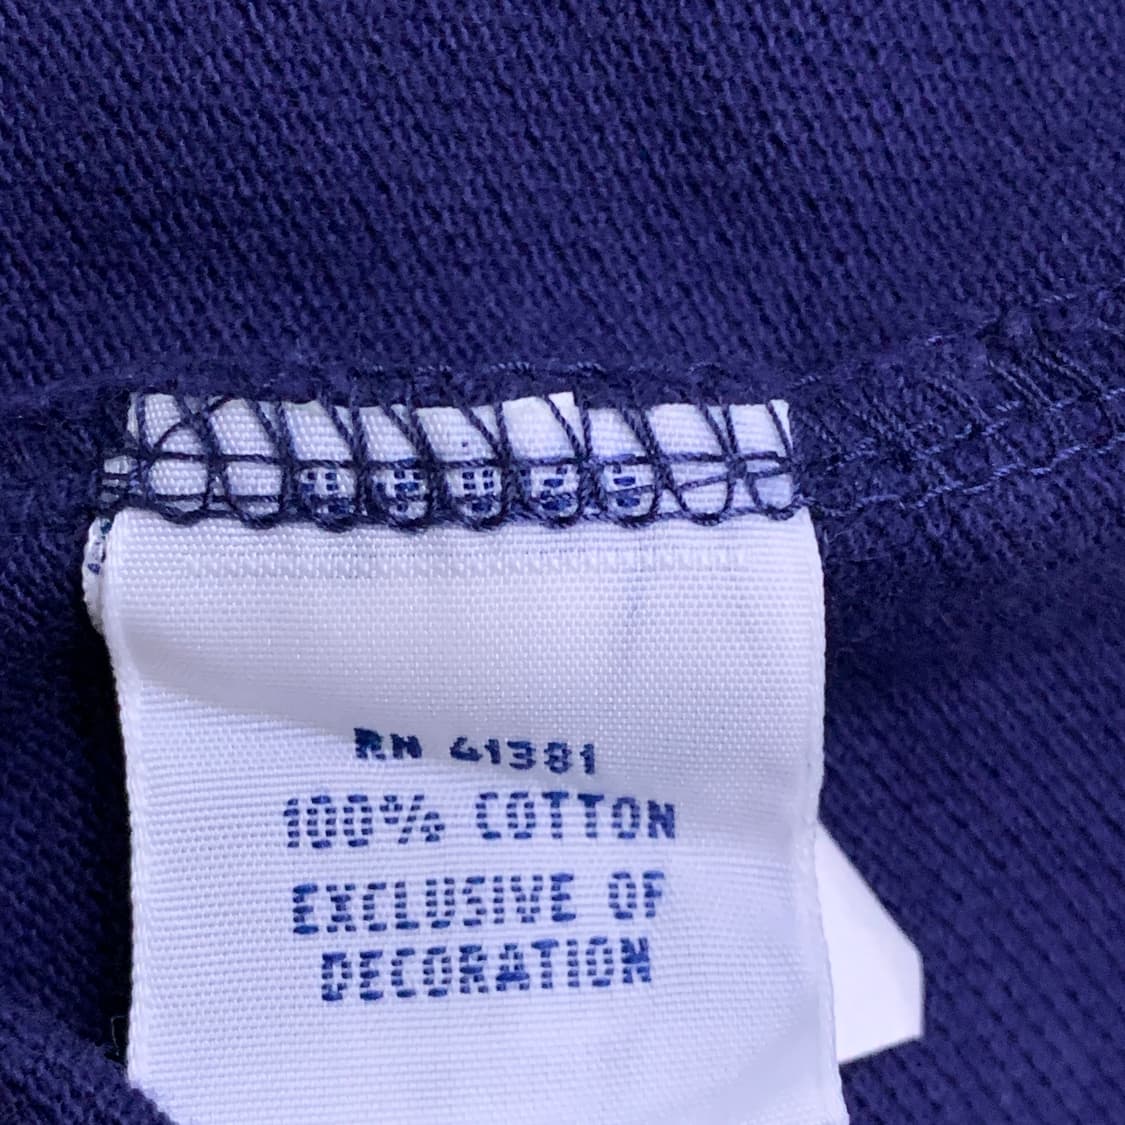 RN 41381
100% COTTON
EXCLUSIVE OF
DECORATION